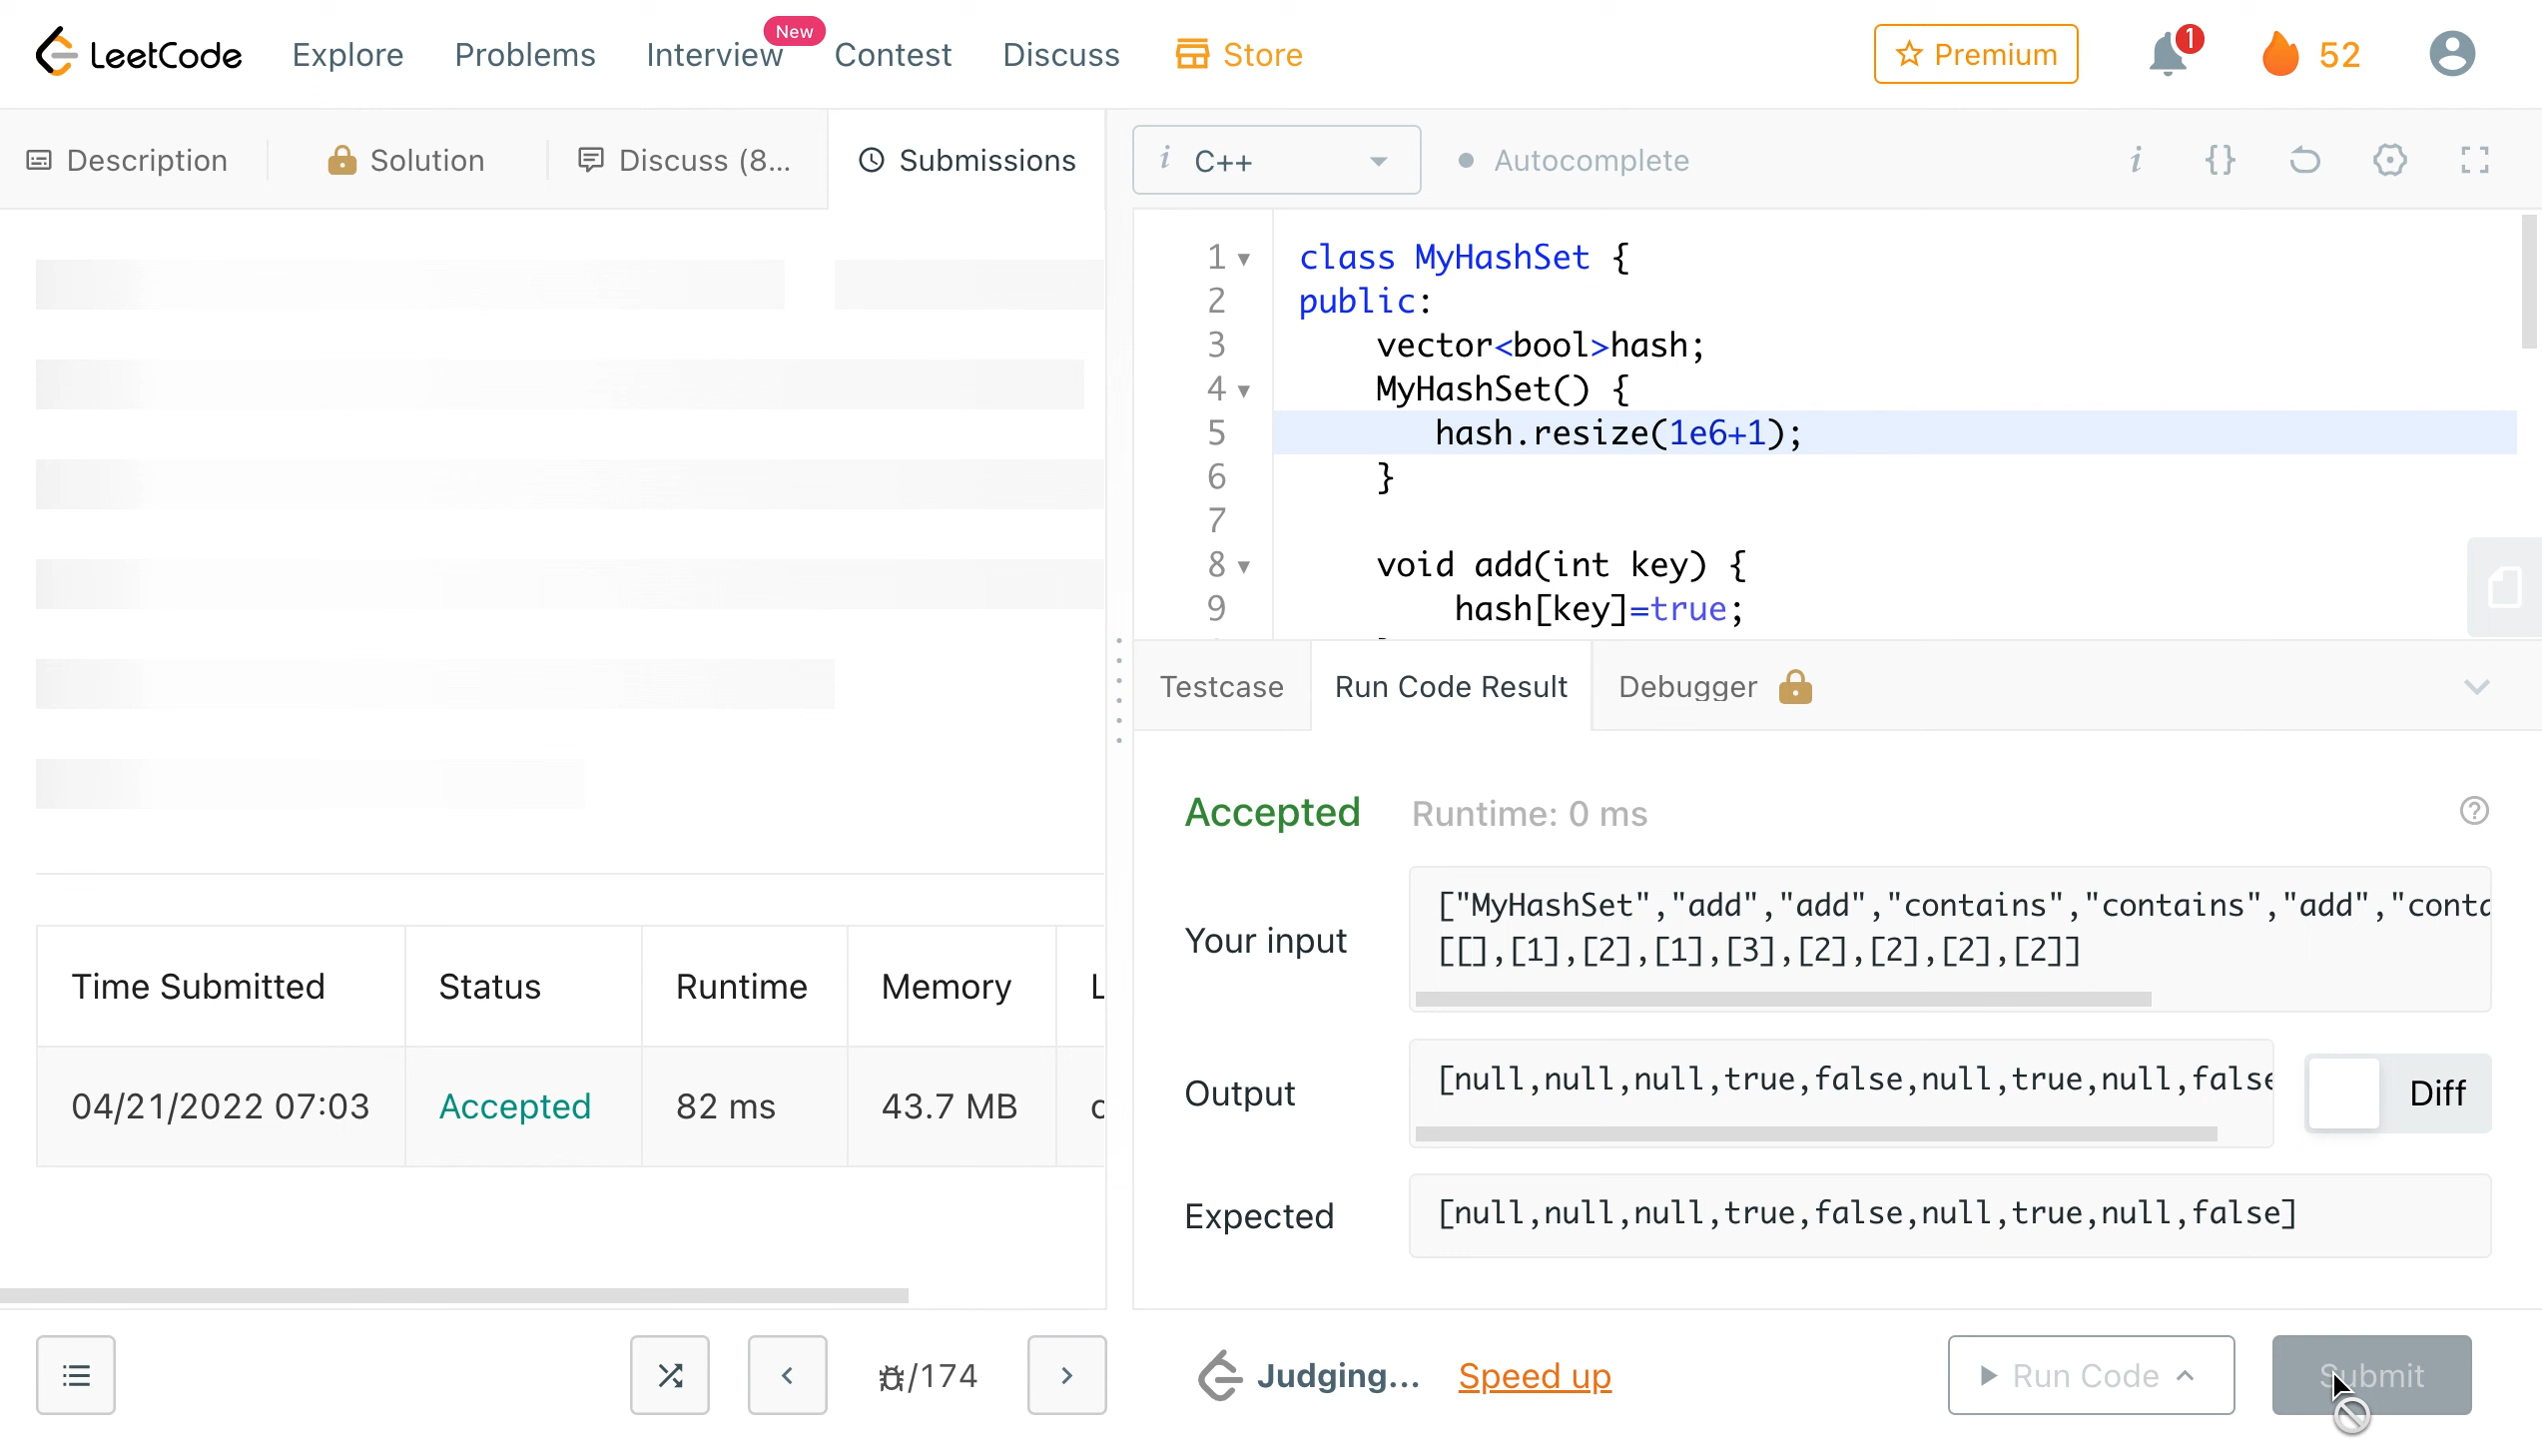 LeetCode Explore Problems Interview New Contest Discuss Store Premium 1 52
Description Solution Discuss (8... Submissions
i C++ Autocomplete i {}
1 class MyHashSet {
2 public:
3 vector<bool>hash;
4 MyHashSet() {
5 hash.resize(1e6+1);
6 }
7
8 void add(int key) {
9 hash[key]=true;
Testcase Run Code Result Debugger
Accepted Runtime: 0 ms
Your input
["MyHashSet","add","add","contains","contains","add","conta
[[],[1],[2],[1],[3],[2],[2],[2],[2]]
Output
[null,null,null,true,false,null,true,null,false
Diff
Expected
[null,null,null,true,false,null,true,null,false]
Time Submitted Status Runtime Memory L
04/21/2022 07:03 Accepted 82 ms 43.7 MB c
/174
Judging... Speed up
Run Code Submit